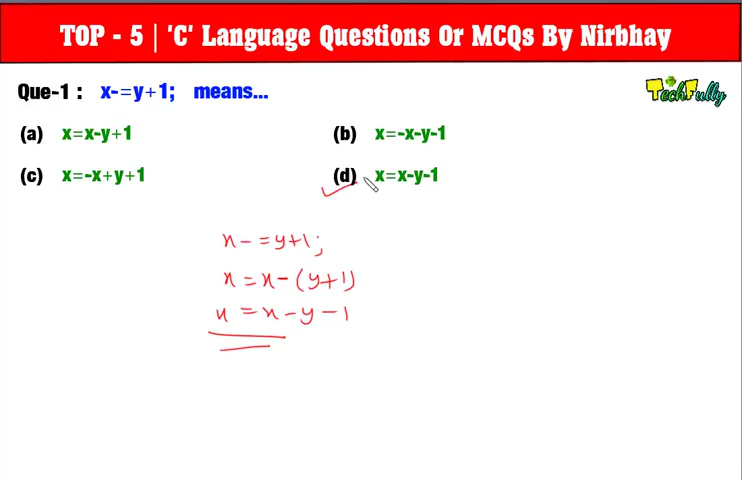 TOP - 5 | 'C' Language Questions Or MCQs By Nirbhay
Que-1 : x-=y+1; means...
TechFully
(a) x=x-y+1
(b) x=-x-y-1
(c) x=-x+y+1
(d) x=x-y-1
x-=y+1;
x=x-(y+1)
x=x-y-1